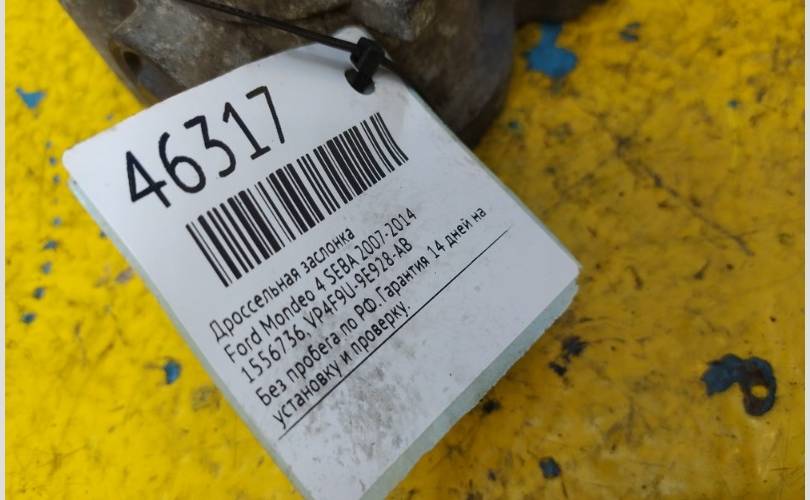 46317
Дроссельная заслонка
Ford Mondeo 4 SEBA 2007-2014
1556736, VP4F9U-9E928-AB
Без пробега по РФ.Гарантия 14 дней на
установку и проверку.